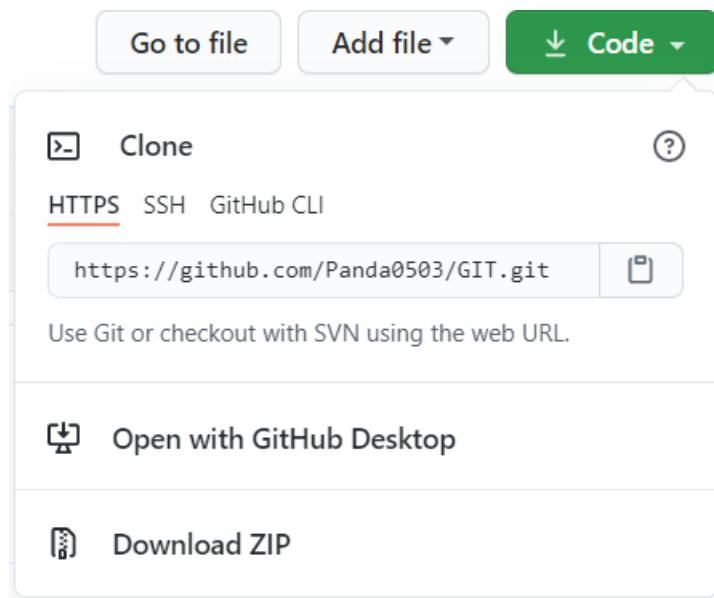 Go to file Add file Code
Clone
HTTPS SSH GitHub CLI
https://github.com/Panda0503/GIT.git
Use Git or checkout with SVN using the web URL.
Open with GitHub Desktop
Download ZIP